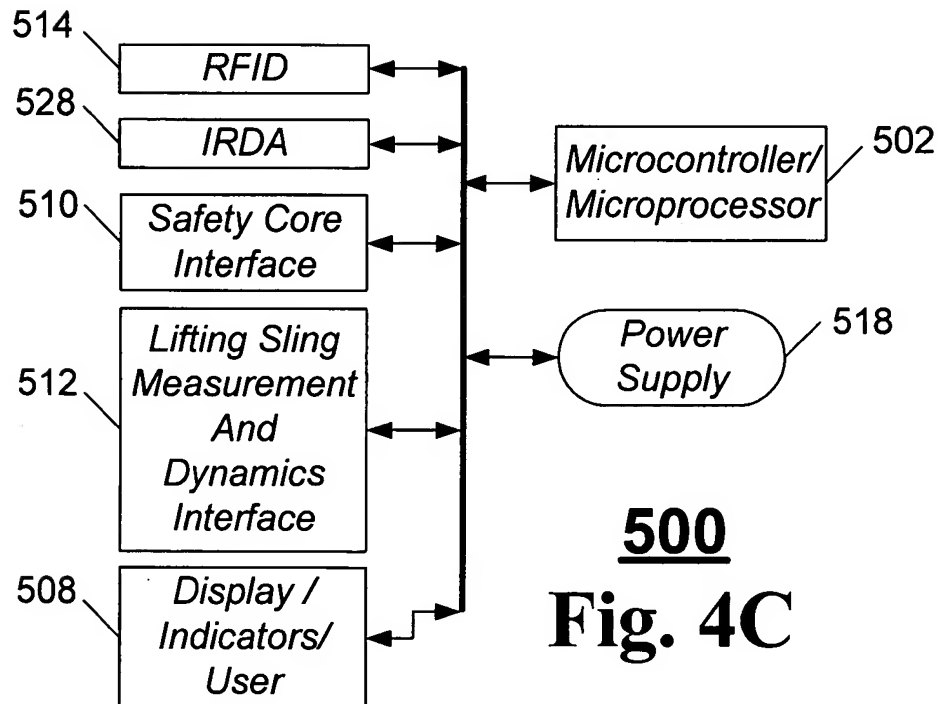 514
RFID
528
IRDA
510
Safety Core
Interface
512
Lifting Sling
Measurement
And
Dynamics
Interface
508
Display /
Indicators/
User
Microcontroller/
Microprocessor
502
Power
Supply
518
500
Fig. 4C